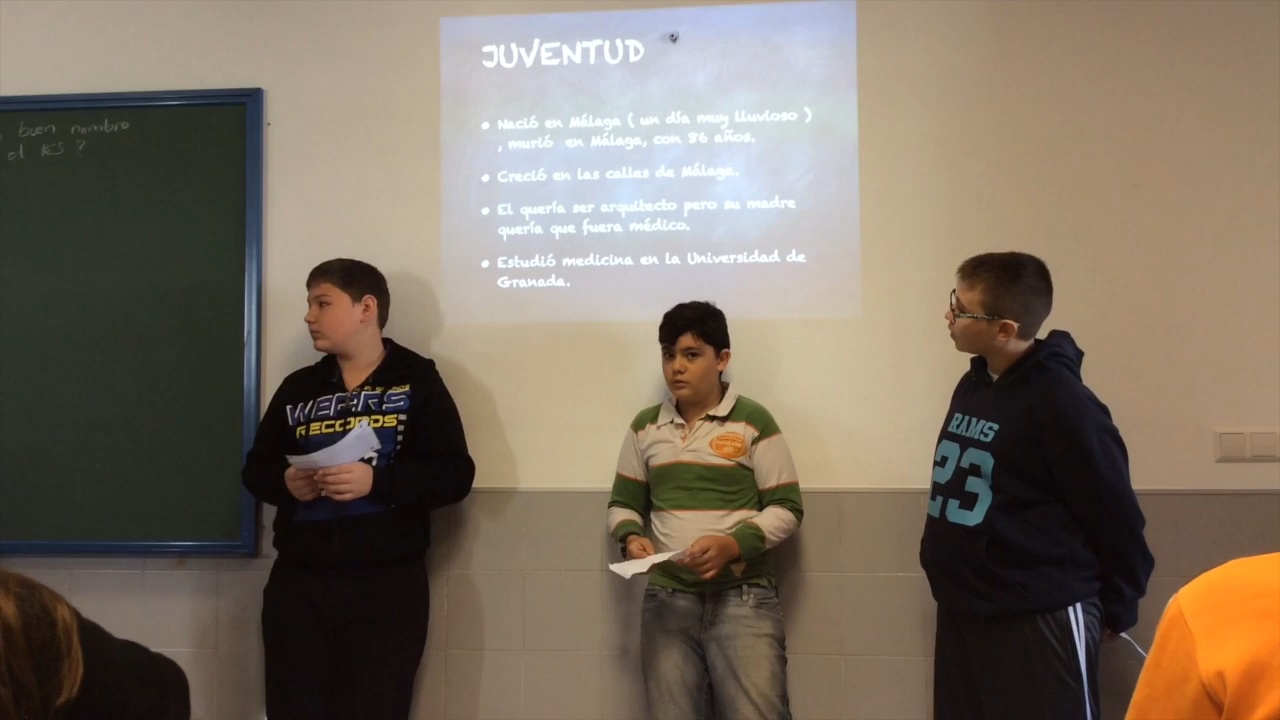 JUVENTUD
• Nació en Málaga ( un día muy lluvioso )
, murió en Málaga, con 86 años.
• Creció en las calles de Málaga.
• El quería ser arquitecto pero su madre
quería que fuera médico.
• Estudió medicina en la Universidad de
Granada.
buen nombre
el IES?
WEARS
RECORDS
RAMS
23